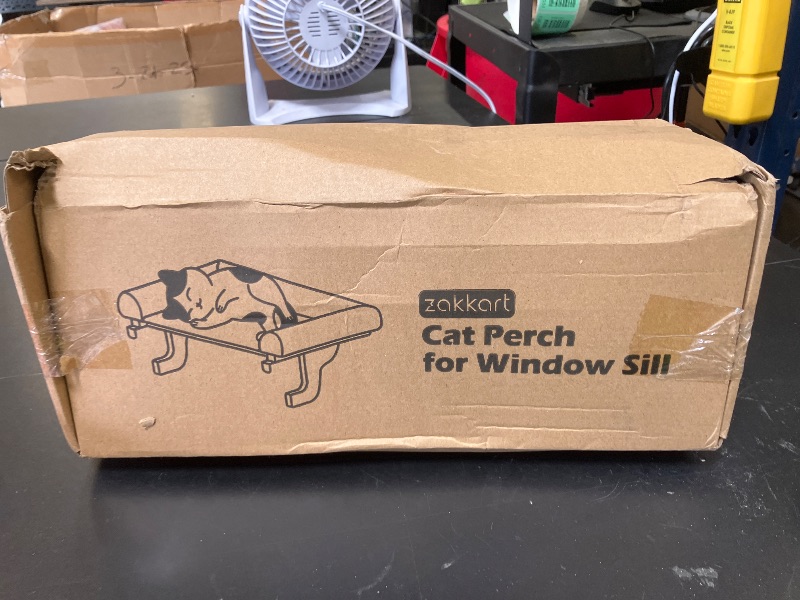 zakkart
Cat Perch
for Window Sill